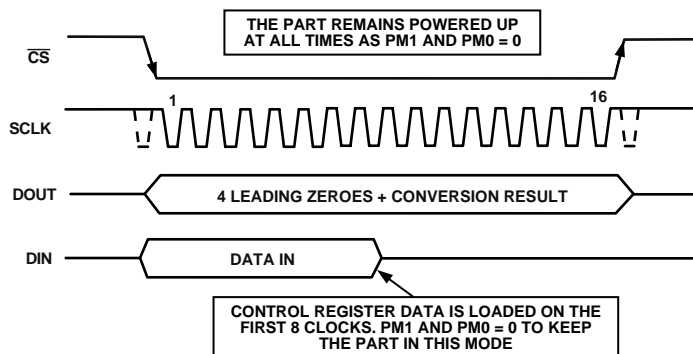 THE PART REMAINS POWERED UP
AT ALL TIMES AS PM1 AND PM0 = 0
CS
1
16
SCLK
DOUT
4 LEADING ZEROES + CONVERSION RESULT
DIN
DATA IN
CONTROL REGISTER DATA IS LOADED ON THE
FIRST 8 CLOCKS. PM1 AND PM0 = 0 TO KEEP
THE PART IN THIS MODE